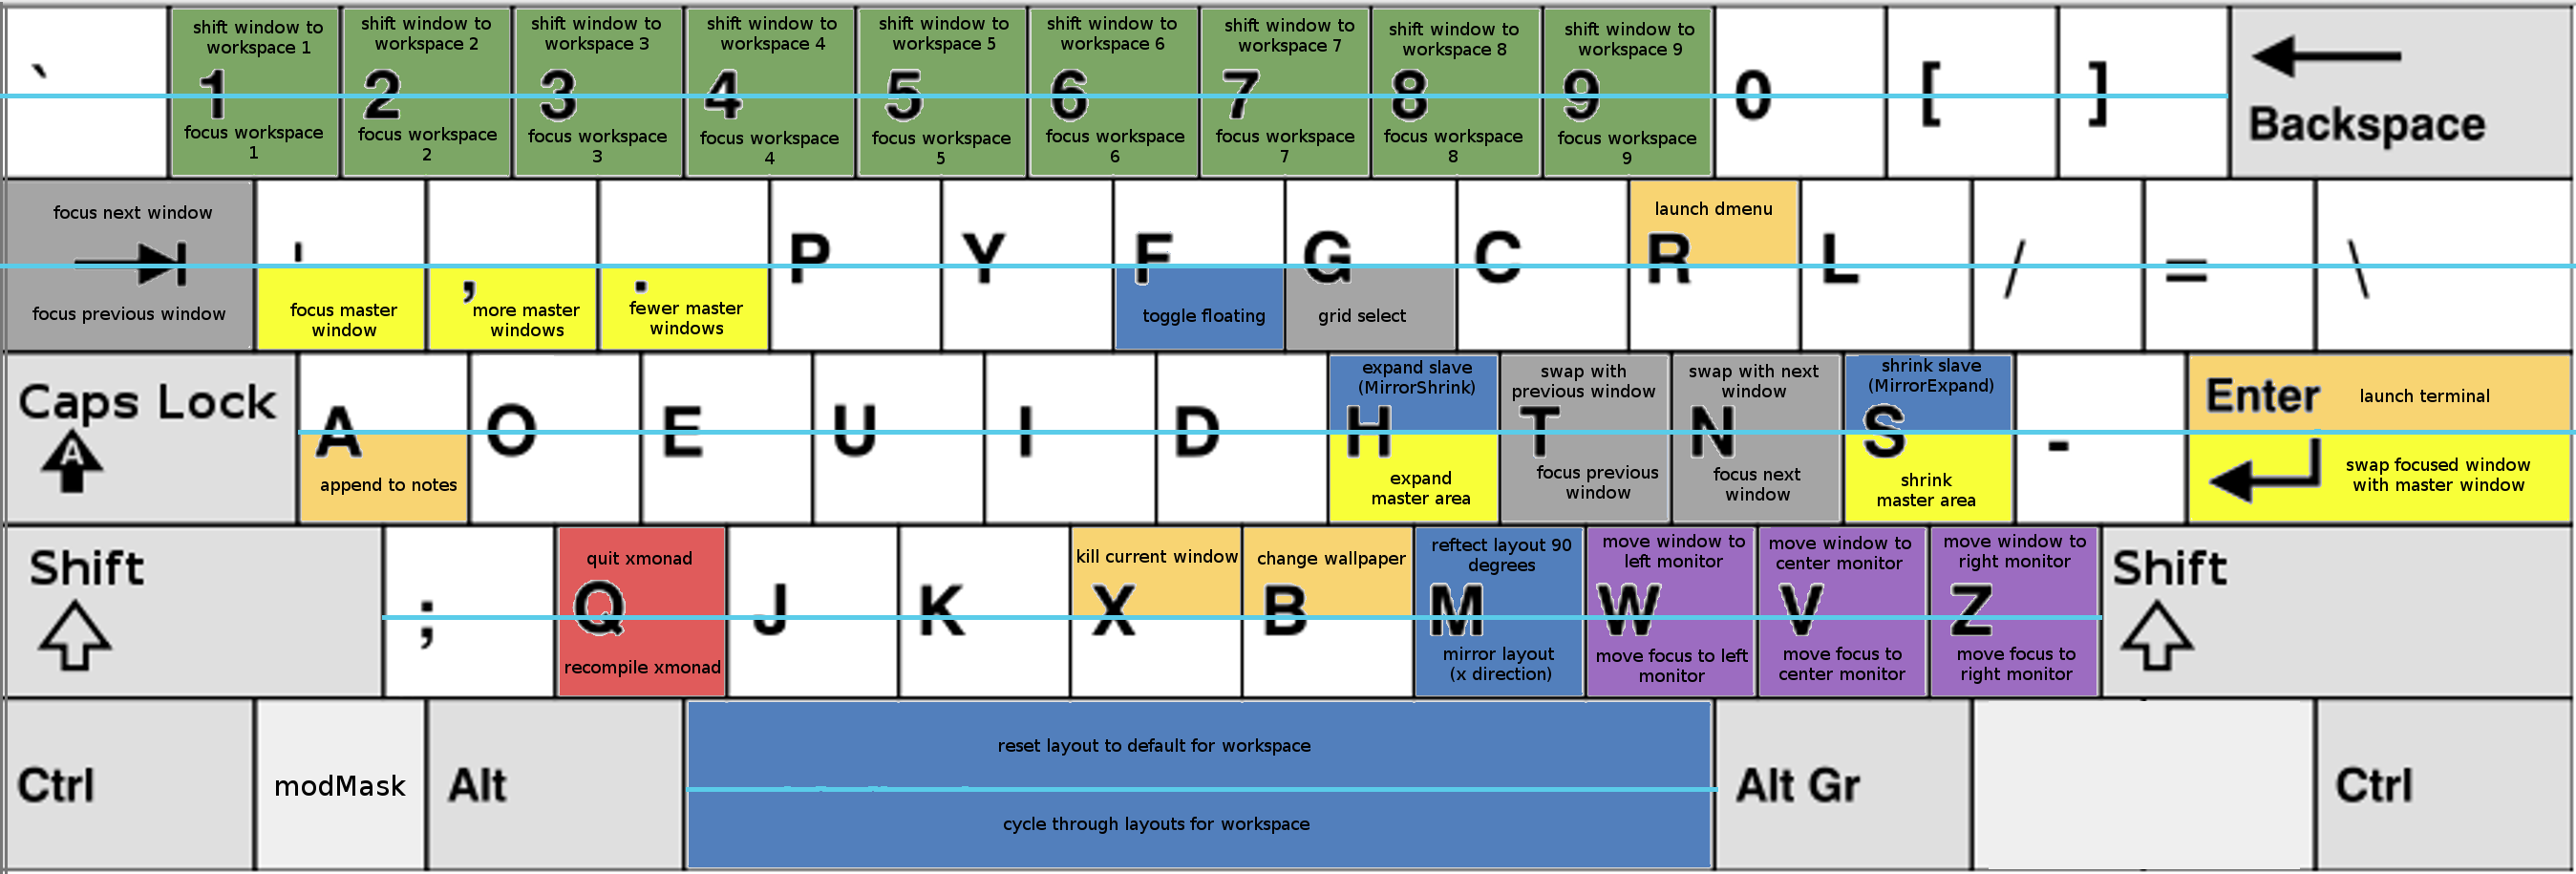 `
shift window to
workspace 1
1
focus workspace
1
shift window to
workspace 2
2
focus workspace
2
shift window to
workspace 3
3
focus workspace
3
shift window to
workspace 4
4
focus workspace
4
shift window to
workspace 5
5
focus workspace
5
shift window to
workspace 6
6
focus workspace
6
shift window to
workspace 7
7
focus workspace
7
shift window to
workspace 8
8
focus workspace
8
shift window to
workspace 9
9
focus workspace
9
0
[
]
Backspace
focus next window
focus previous window
'
focus master
window
,
more master
windows
.
fewer master
windows
P
Y
F
toggle floating
G
grid select
C
launch dmenu
R
L
/
=
\
Caps Lock
A
A
append to notes
O
E
U
I
D
expand slave
(MirrorShrink)
H
expand
master area
swap with
previous window
T
focus previous
window
swap with next
window
N
focus next
window
shrink slave
(MirrorExpand)
S
shrink
master area
-
Enter
launch terminal
swap focused window
with master window
Shift
;
quit xmonad
Q
recompile xmonad
J
K
kill current window
X
change wallpaper
B
reftect layout 90
degrees
M
mirror layout
(x direction)
move window to
left monitor
W
move focus to left
monitor
move window to
center monitor
V
move focus to
center monitor
move window to
right monitor
Z
move focus to
right monitor
Shift
Ctrl
modMask
Alt
reset layout to default for workspace
cycle through layouts for workspace
Alt Gr
Ctrl